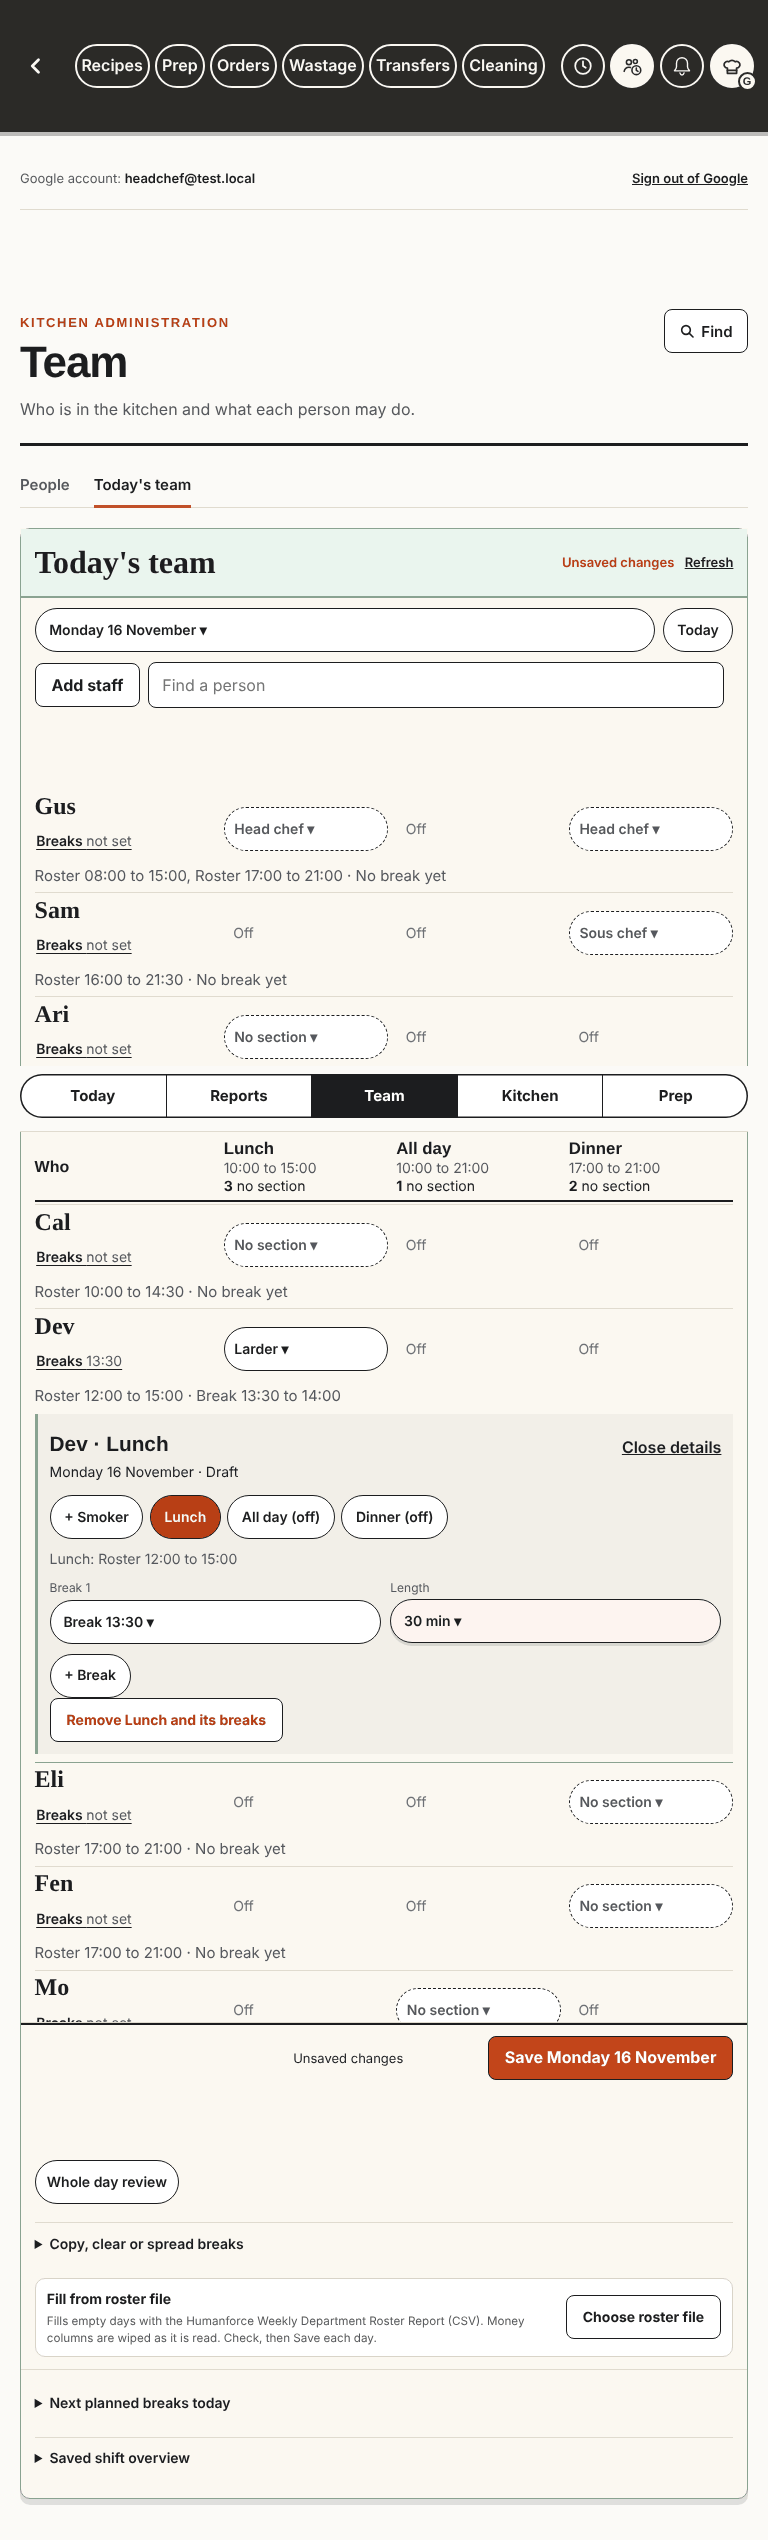 Recipes Prep Orders Wastage Transfers Cleaning
G
Google account: headchef@test.local
Sign out of Google
KITCHEN ADMINISTRATION
Find
Team
Who is in the kitchen and what each person may do.
People Today's team
Today's team
Unsaved changes Refresh
Monday 16 November ▾
Today
Add staff
Find a person
Gus
Head chef ▾
Off
Head chef ▾
Breaks not set
Roster 08:00 to 15:00, Roster 17:00 to 21:00 · No break yet
Sam
Off
Off
Sous chef ▾
Breaks not set
Roster 16:00 to 21:30 · No break yet
Ari
No section ▾
Off
Off
Breaks not set
Today Reports Team Kitchen Prep
Who
Lunch
10:00 to 15:00
3 no section
All day
10:00 to 21:00
1 no section
Dinner
17:00 to 21:00
2 no section
Cal
No section ▾
Off
Off
Breaks not set
Roster 10:00 to 14:30 · No break yet
Dev
Larder ▾
Off
Off
Breaks 13:30
Roster 12:00 to 15:00 · Break 13:30 to 14:00
Dev · Lunch
Close details
Monday 16 November · Draft
+ Smoker
Lunch
All day (off)
Dinner (off)
Lunch: Roster 12:00 to 15:00
Break 1
Length
Break 13:30 ▾
30 min ▾
+ Break
Remove Lunch and its breaks
Eli
Off
Off
No section ▾
Breaks not set
Roster 17:00 to 21:00 · No break yet
Fen
Off
Off
No section ▾
Breaks not set
Roster 17:00 to 21:00 · No break yet
Mo
Off
No section ▾
Off
Breaks not set
Unsaved changes
Save Monday 16 November
Whole day review
Copy, clear or spread breaks
Fill from roster file
Fills empty days with the Humanforce Weekly Department Roster Report (CSV). Money
columns are wiped as it is read. Check, then Save each day.
Choose roster file
Next planned breaks today
Saved shift overview